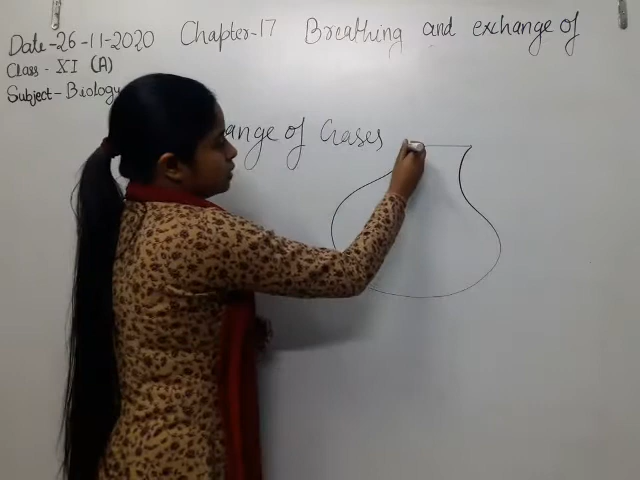 Date-26-11-2020 Chapter-17 Breathing and exchange of
Class - XI (A)
Subject-Biology
ange of Gases